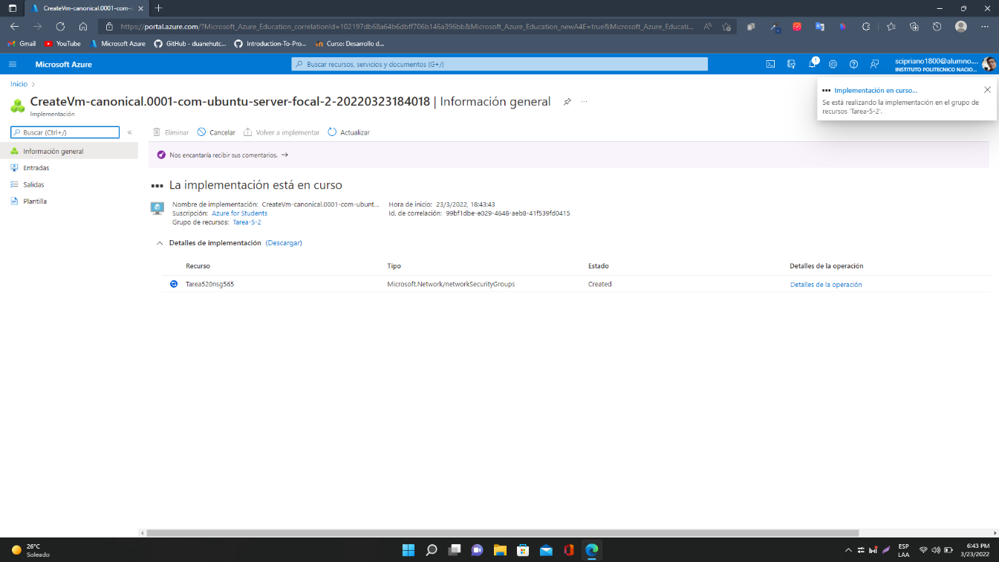 CreateVm-canonical.0001-com-u
https://portal.azure.com/?Microsoft_Azure_Education_correlationId=102197db68a64b6dbff706b146a396bb&Microsoft_Azure_Education_newA4E=true&Microsoft_Azure_Educati...
Gmail
YouTube
Microsoft Azure
GitHub - duanehutc...
Introduction-To-Pro...
Curso: Desarrollo d...
Microsoft Azure
Buscar recursos, servicios y documentos (G+/)
1
scipriano1800@alumno....
INSTITUTO POLITECNICO NACIO...
Inicio
CreateVm-canonical.0001-com-ubuntu-server-focal-2-20220323184018 | Información general
Implementación
Implementación en curso...
Se está realizando la implementación en el grupo de
recursos 'Tarea-5-2'.
Buscar (Ctrl+/)
Información general
Entradas
Salidas
Plantilla
Eliminar
Cancelar
Volver a implementar
Actualizar
Nos encantaría recibir sus comentarios. →
La implementación está en curso
Nombre de implementación: CreateVm-canonical.0001-com-ubunt...
Suscripción: Azure for Students
Grupo de recursos: Tarea-5-2
Hora de inicio: 23/3/2022, 18:43:43
Id. de correlación: 99bf1dbe-e029-4648-aeb8-41f539fd0415
Detalles de implementación (Descargar)
Recurso Tipo Estado Detalles de la operación
Tarea520nsg565 Microsoft.Network/networkSecurityGroups Created Detalles de la operación
26°C
Soleado
ESP
LAA
6:43 PM
3/23/2022